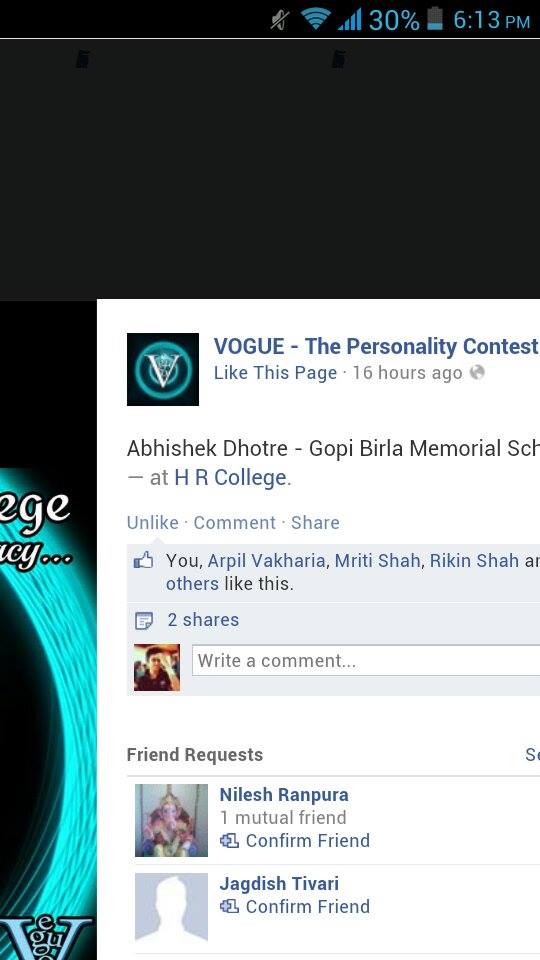 30% 6:13 PM
VOGUE - The Personality Contest
Like This Page · 16 hours ago
Abhishek Dhotre - Gopi Birla Memorial Sch
— at H R College.
ege
acy...
Unlike · Comment · Share
You, Arpil Vakharia, Mriti Shah, Rikin Shah an
others like this.
2 shares
Write a comment...
Friend Requests
Se
Nilesh Ranpura
1 mutual friend
Confirm Friend
Jagdish Tivari
Confirm Friend